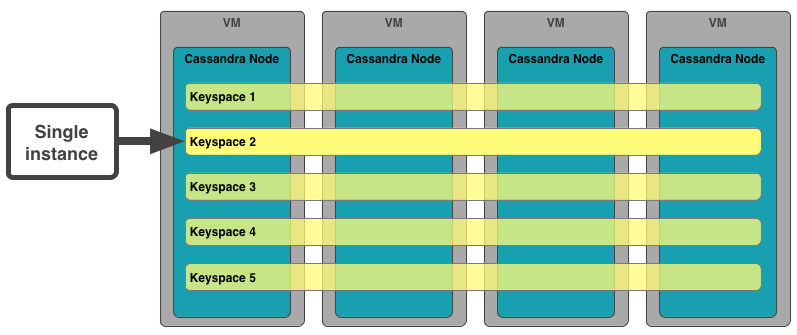 VM VM VM VM
Cassandra Node Cassandra Node Cassandra Node Cassandra Node
Keyspace 1
Single
instance
Keyspace 2
Keyspace 3
Keyspace 4
Keyspace 5